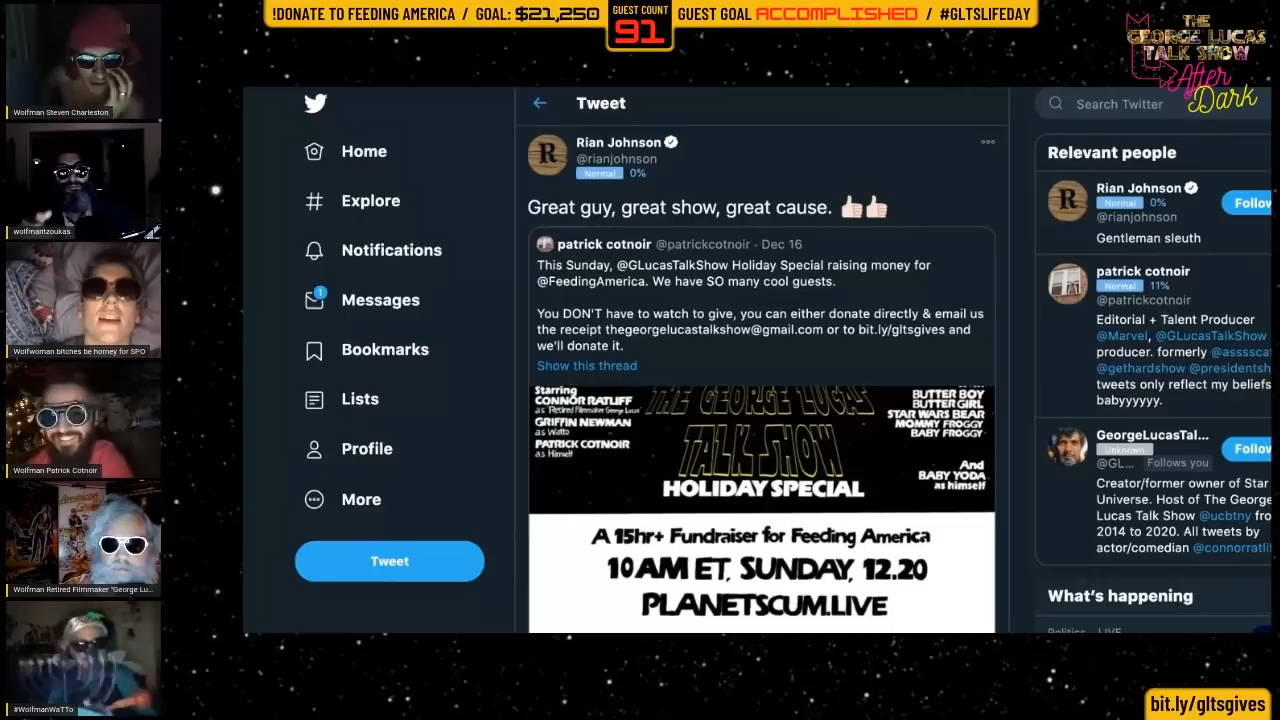 !DONATE TO FEEDING AMERICA / GOAL: $21,250
GUEST COUNT
91
GUEST GOAL ACCOMPLISHED / #GLTSLIFEDAY
THE
GEORGE LUCAS
TALK SHOW
After
Dark
Wolfman Steven Charleston
wolfmantzoukas
Wolfwoman bitches be horney for SPO
Wolfman Patrick Cotnoir
Wolfman Retired Filmmaker "George Lu...
#WolfmanWaTTo
Home
Explore
Notifications
1
Messages
Bookmarks
Lists
Profile
More
Tweet
Tweet
R
Rian Johnson
@rianjohnson
Normal 0%
Great guy, great show, great cause. 👍🏻👍🏻
patrick cotnoir @patrickcotnoir · Dec 16
This Sunday, @GLucasTalkShow Holiday Special raising money for
@FeedingAmerica. We have SO many cool guests.
You DON'T have to watch to give, you can either donate directly & email us
the receipt thegeorgelucastalkshow@gmail.com or to bit.ly/gltsgives and
we'll donate it.
Show this thread
Starring
CONNOR RATLIFF
as "Retired Filmmaker George Lucas"
GRIFFIN NEWMAN
as Watto
PATRICK COTNOIR
as Himself
THE GEORGE LUCAS
TALK SHOW
HOLIDAY SPECIAL
BUTTER BOY
BUTTER GIRL
STAR WARS BEAR
MOMMY FROGGY
BABY FROGGY
And
BABY YODA
as himself
A 15hr+ Fundraiser for Feeding America
10AM ET, SUNDAY, 12.20
PLANETSCUM.LIVE
Search Twitter
Relevant people
R
Rian Johnson
Normal 0%
@rianjohnson
Follow
Gentleman sleuth
patrick cotnoir
Normal 11%
@patrickcotnoir
Editorial + Talent Producer
@Marvel, @GLucasTalkShow
producer. formerly @asssscat
@gethardshow @presidentsh
tweets only reflect my beliefs
babyyyyy.
GeorgeLucasTal...
Unknown
@GL... Follows you
Follow
Creator/former owner of Star
Universe. Host of The George
Lucas Talk Show @ucbtny fro
2014 to 2020. All tweets by
actor/comedian @connorratli
What's happening
Politics · LIVE
bit.ly/gltsgives